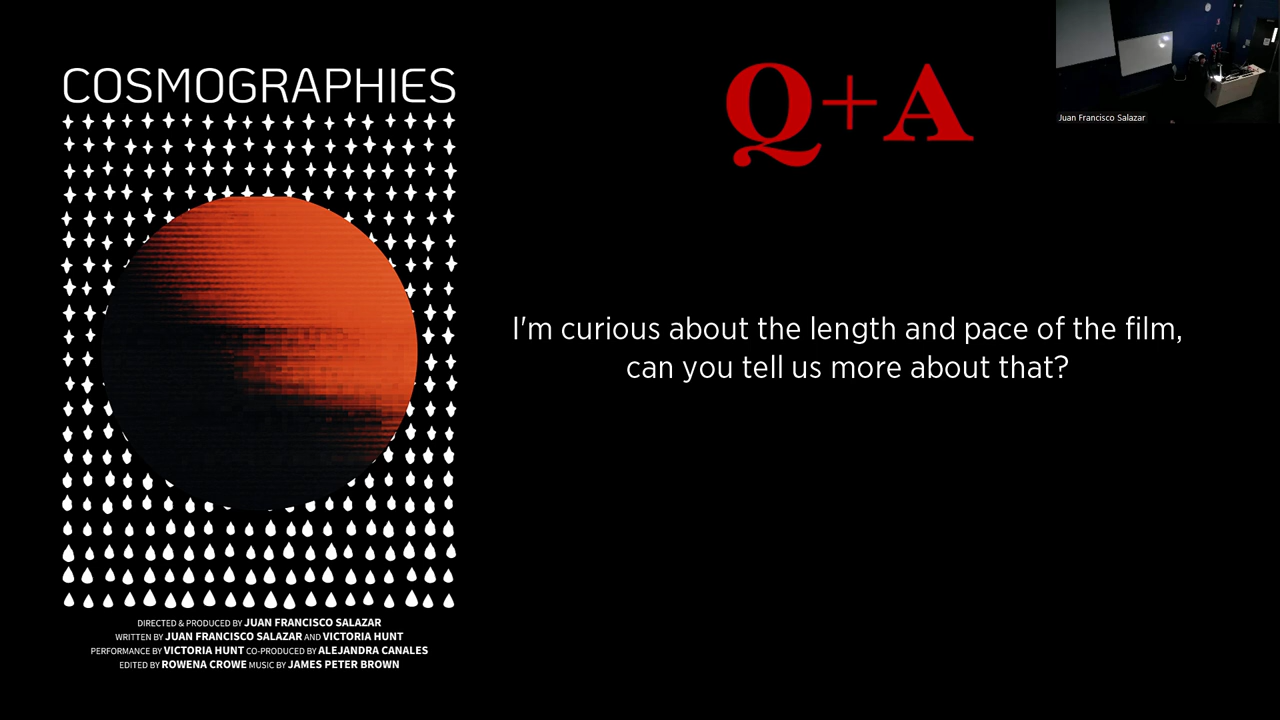 COSMOGRAPHIES
DIRECTED & PRODUCED BY JUAN FRANCISCO SALAZAR
WRITTEN BY JUAN FRANCISCO SALAZAR AND VICTORIA HUNT
PERFORMANCE BY VICTORIA HUNT CO-PRODUCED BY ALEJANDRA CANALES
EDITED BY ROWENA CROWE MUSIC BY JAMES PETER BROWN
Q+A
I'm curious about the length and pace of the film,
can you tell us more about that?
Juan Francisco Salazar